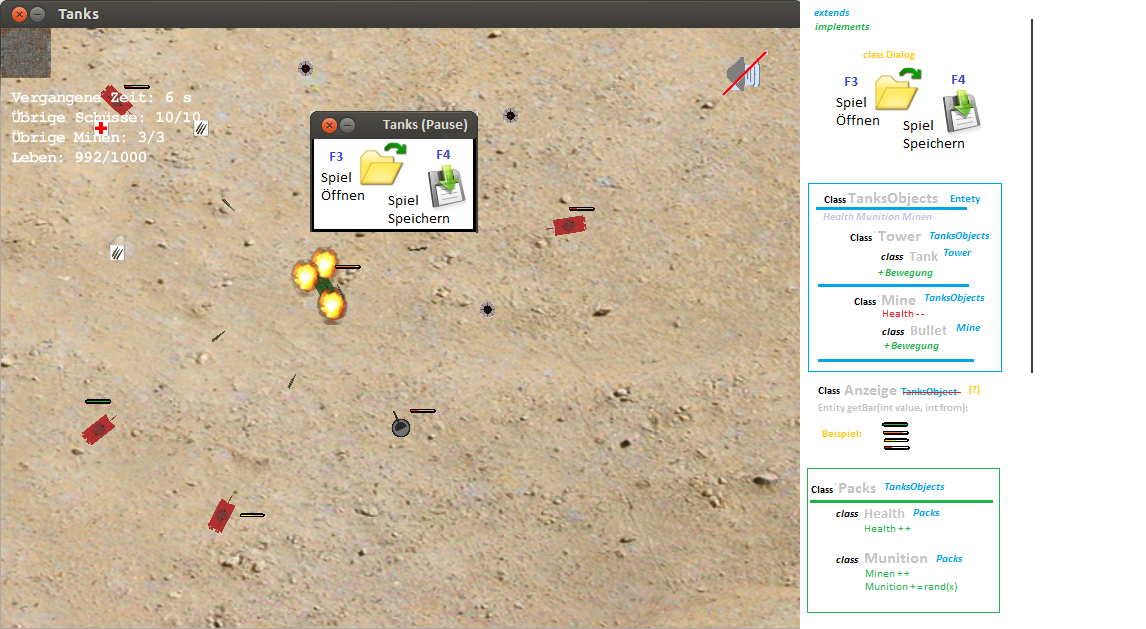 Tanks
Vergangene Zeit: 6 s
Übrige Schüsse: 10/10
Übrige Minen: 3/3
Leben: 992/1000
Tanks (Pause)
F3
F4
Spiel
Öffnen
Spiel
Speichern
extends
implements
class Dialog
F3
F4
Spiel
Öffnen
Spiel
Speichern
Class TanksObjects Entety
Health Munition Minen
Class Tower TanksObjects
class Tank Tower
+ Bewegung
Class Mine TanksObjects
Health - -
class Bullet Mine
+ Bewegung
Class Anzeige TanksObject (?)
Entity getBar(int value, int from);
Beispiel:
Class Packs TanksObjects
class Health Packs
Health + +
class Munition Packs
Minen + +
Munition + = rand(x)